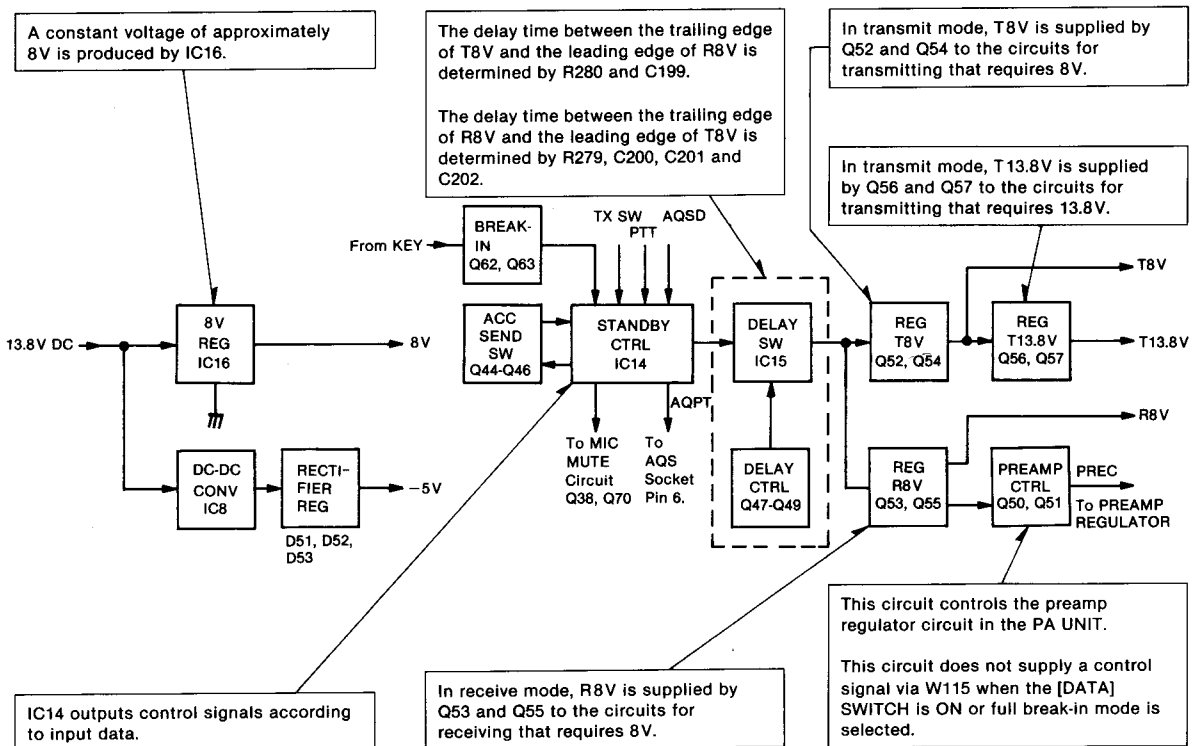 A constant voltage of approximately
8V is produced by IC16.
The delay time between the trailing edge
of T8V and the leading edge of R8V is
determined by R280 and C199.
The delay time between the trailing edge
of R8V and the leading edge of T8V is
determined by R279, C200, C201 and
C202.
In transmit mode, T8V is supplied by
Q52 and Q54 to the circuits for
transmitting that requires 8V.
In transmit mode, T13.8V is supplied
by Q56 and Q57 to the circuits for
transmitting that requires 13.8V.
From KEY
BREAK-
IN
Q62, Q63
TX SW
PTT
AQSD
13.8V DC
8V
REG
IC16
8V
ACC
SEND
SW
Q44-Q46
STANDBY
CTRL
IC14
DELAY
SW
IC15
REG
T8V
Q52, Q54
REG
T13.8V
Q56, Q57
T8V
T13.8V
R8V
DC-DC
CONV
IC8
RECTI-
FIER
REG
D51, D52,
D53
−5V
To MIC
MUTE
Circuit
Q38, Q70
AQPT
To
AQS
Socket
Pin 6.
DELAY
CTRL
Q47-Q49
REG
R8V
Q53, Q55
PREAMP
CTRL
Q50, Q51
PREC
To PREAMP
REGULATOR
IC14 outputs control signals according
to input data.
In receive mode, R8V is supplied by
Q53 and Q55 to the circuits for
receiving that requires 8V.
This circuit controls the preamp
regulator circuit in the PA UNIT.
This circuit does not supply a control
signal via W115 when the [DATA]
SWITCH is ON or full break-in mode is
selected.